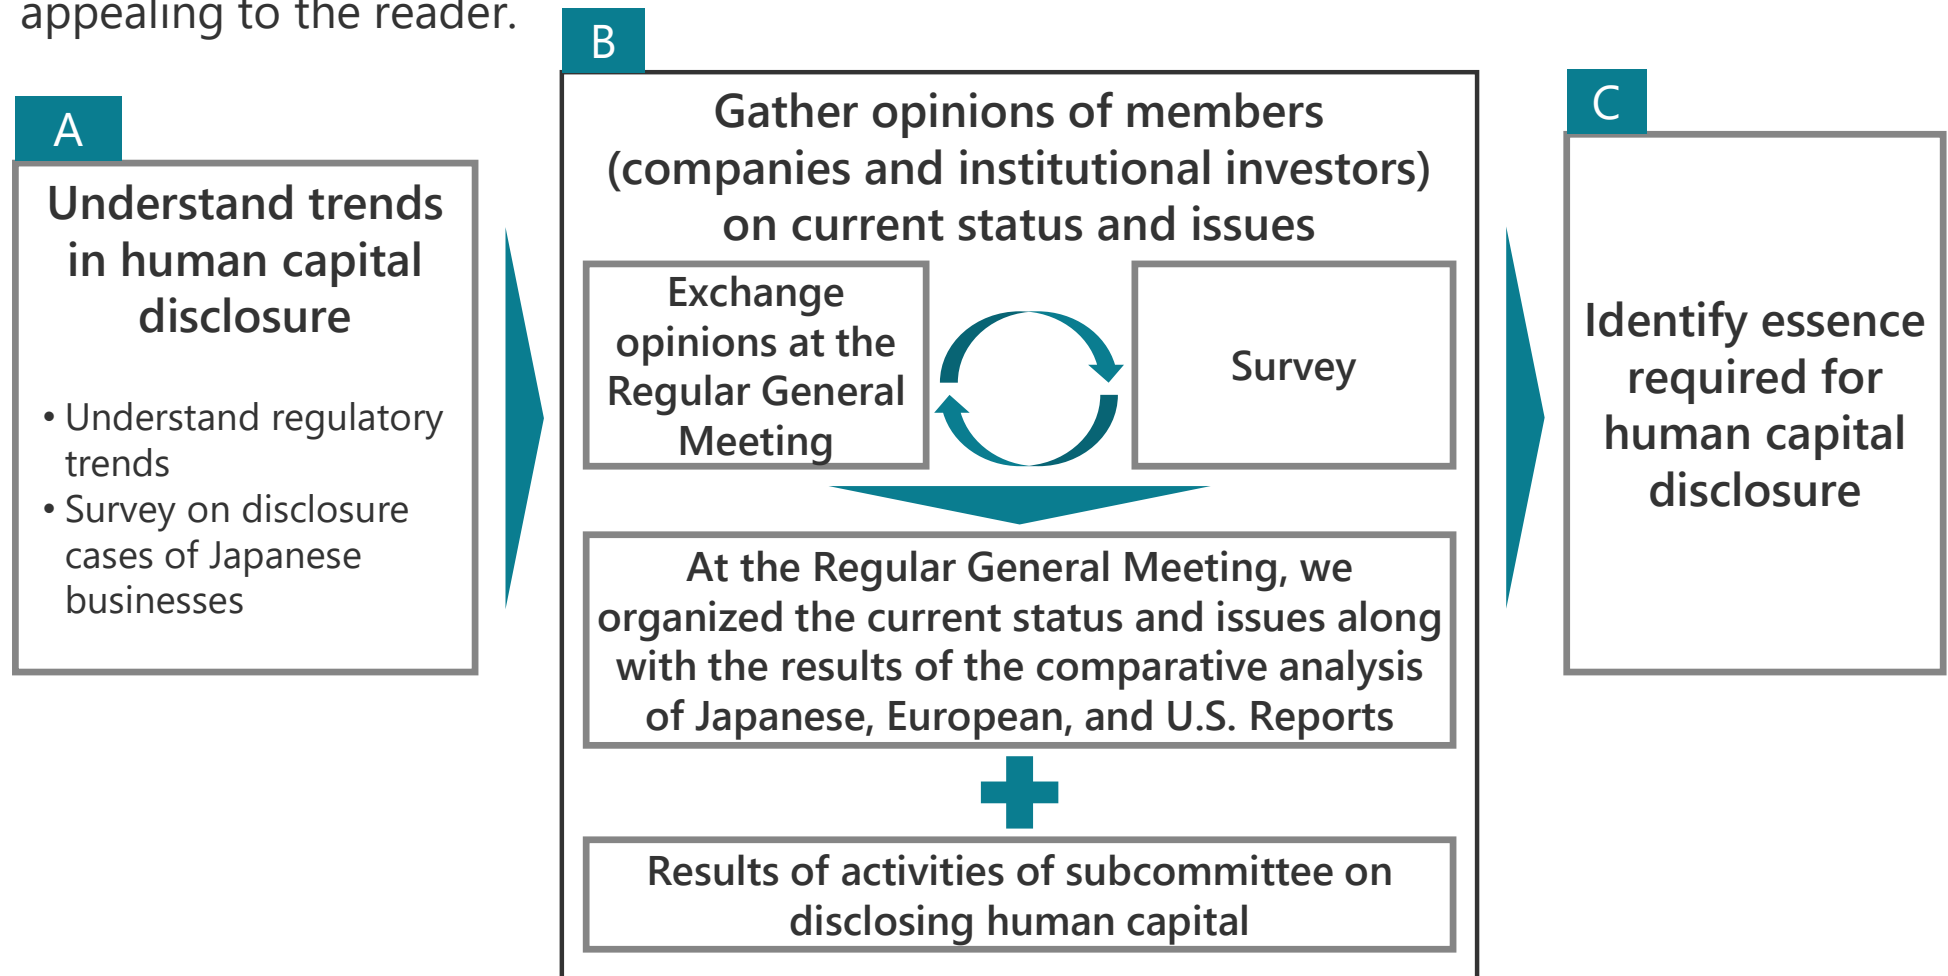 appealing to the reader.
A
Understand trends
in human capital
disclosure
• Understand regulatory
trends
• Survey on disclosure
cases of Japanese
businesses
B
Gather opinions of members
(companies and institutional investors)
on current status and issues
Exchange
opinions at the
Regular General
Meeting
Survey
At the Regular General Meeting, we
organized the current status and issues along
with the results of the comparative analysis
of Japanese, European, and U.S. Reports
Results of activities of subcommittee on
disclosing human capital
C
Identify essence
required for
human capital
disclosure